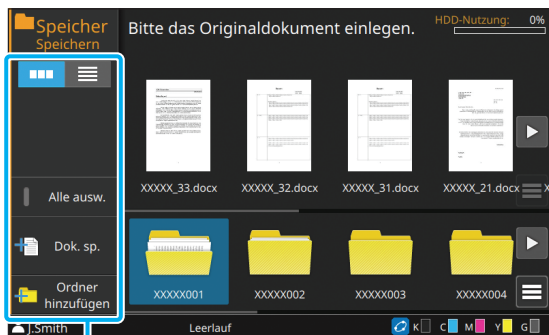 Speicher
Speichern
Bitte das Originaldokument einlegen.
HDD-Nutzung: 0%
XXXXX_33.docx
XXXXX_32.docx
XXXXX_31.docx
XXXXX_21.docx
X
Alle ausw.
Dok. sp.
Ordner
hinzufügen
XXXXX001
XXXXX002
XXXXX003
XXXXX004
J.Smith
Leerlauf
K
C
M
Y
G